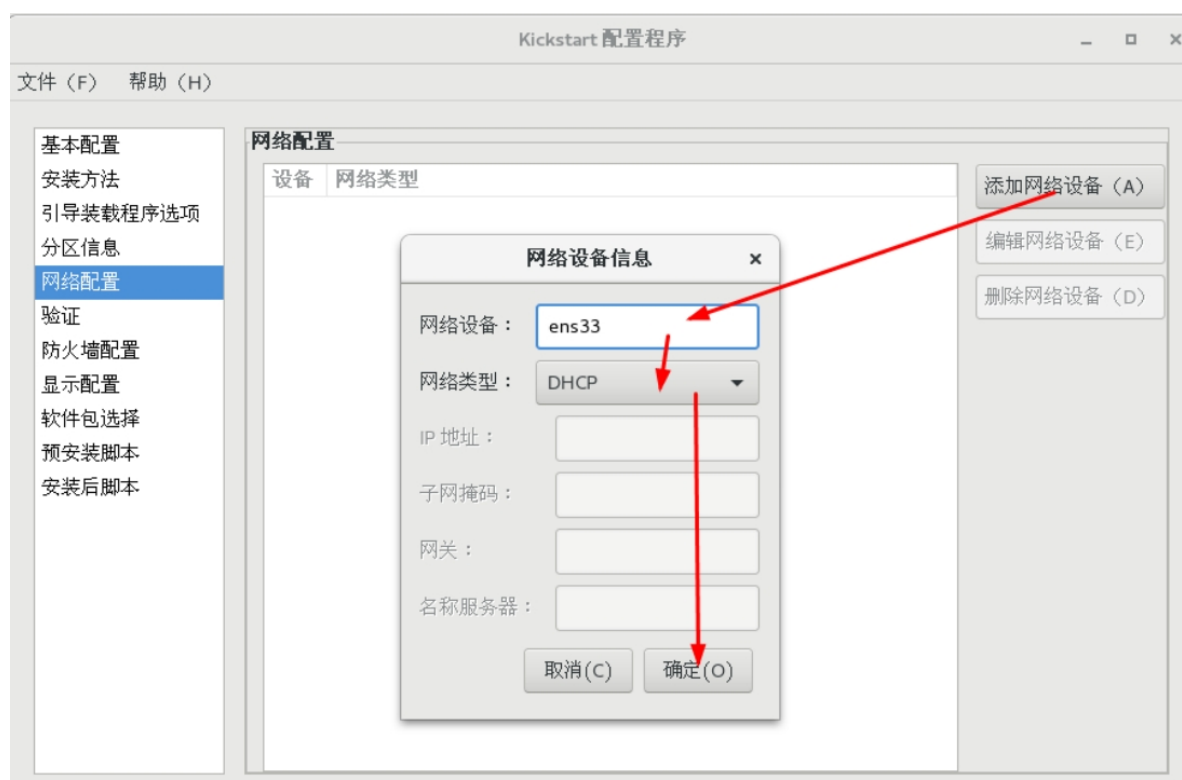 Kickstart 配置程序
文件（F） 帮助（H）
基本配置
安装方法
引导装载程序选项
分区信息
网络配置
验证
防火墙配置
显示配置
软件包选择
预安装脚本
安装后脚本
网络配置
设备 网络类型
添加网络设备（A）
编辑网络设备（E）
删除网络设备（D）
网络设备信息
网络设备： ens33
网络类型： DHCP
IP 地址：
子网掩码：
网关：
名称服务器：
取消(C) 确定(O)